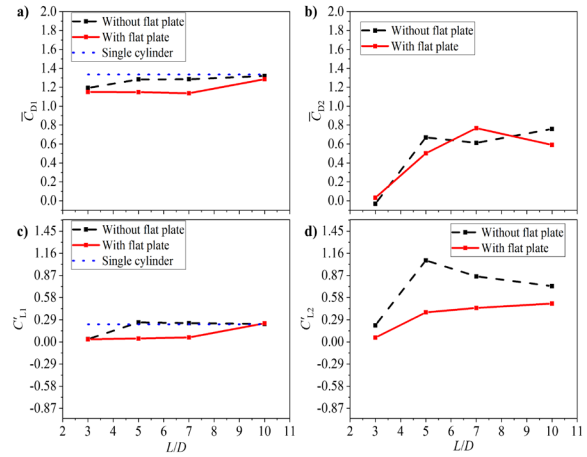 a)
Without flat plate
With flat plate
Single cylinder
2.0
1.8
1.6
1.4
1.2
1.0
0.8
0.6
0.4
0.2
0.0
C̅D1
b)
Without flat plate
With flat plate
2.0
1.8
1.6
1.4
1.2
1.0
0.8
0.6
0.4
0.2
0.0
C̅D2
c)
Without flat plate
With flat plate
Single cylinder
1.45
1.16
0.87
0.58
0.29
0.00
-0.29
-0.58
-0.87
C′L1
2 3 4 5 6 7 8 9 10 11
L/D
d)
Without flat plate
With flat plate
1.45
1.16
0.87
0.58
0.29
0.00
-0.29
-0.58
-0.87
C′L2
2 3 4 5 6 7 8 9 10 11
L/D